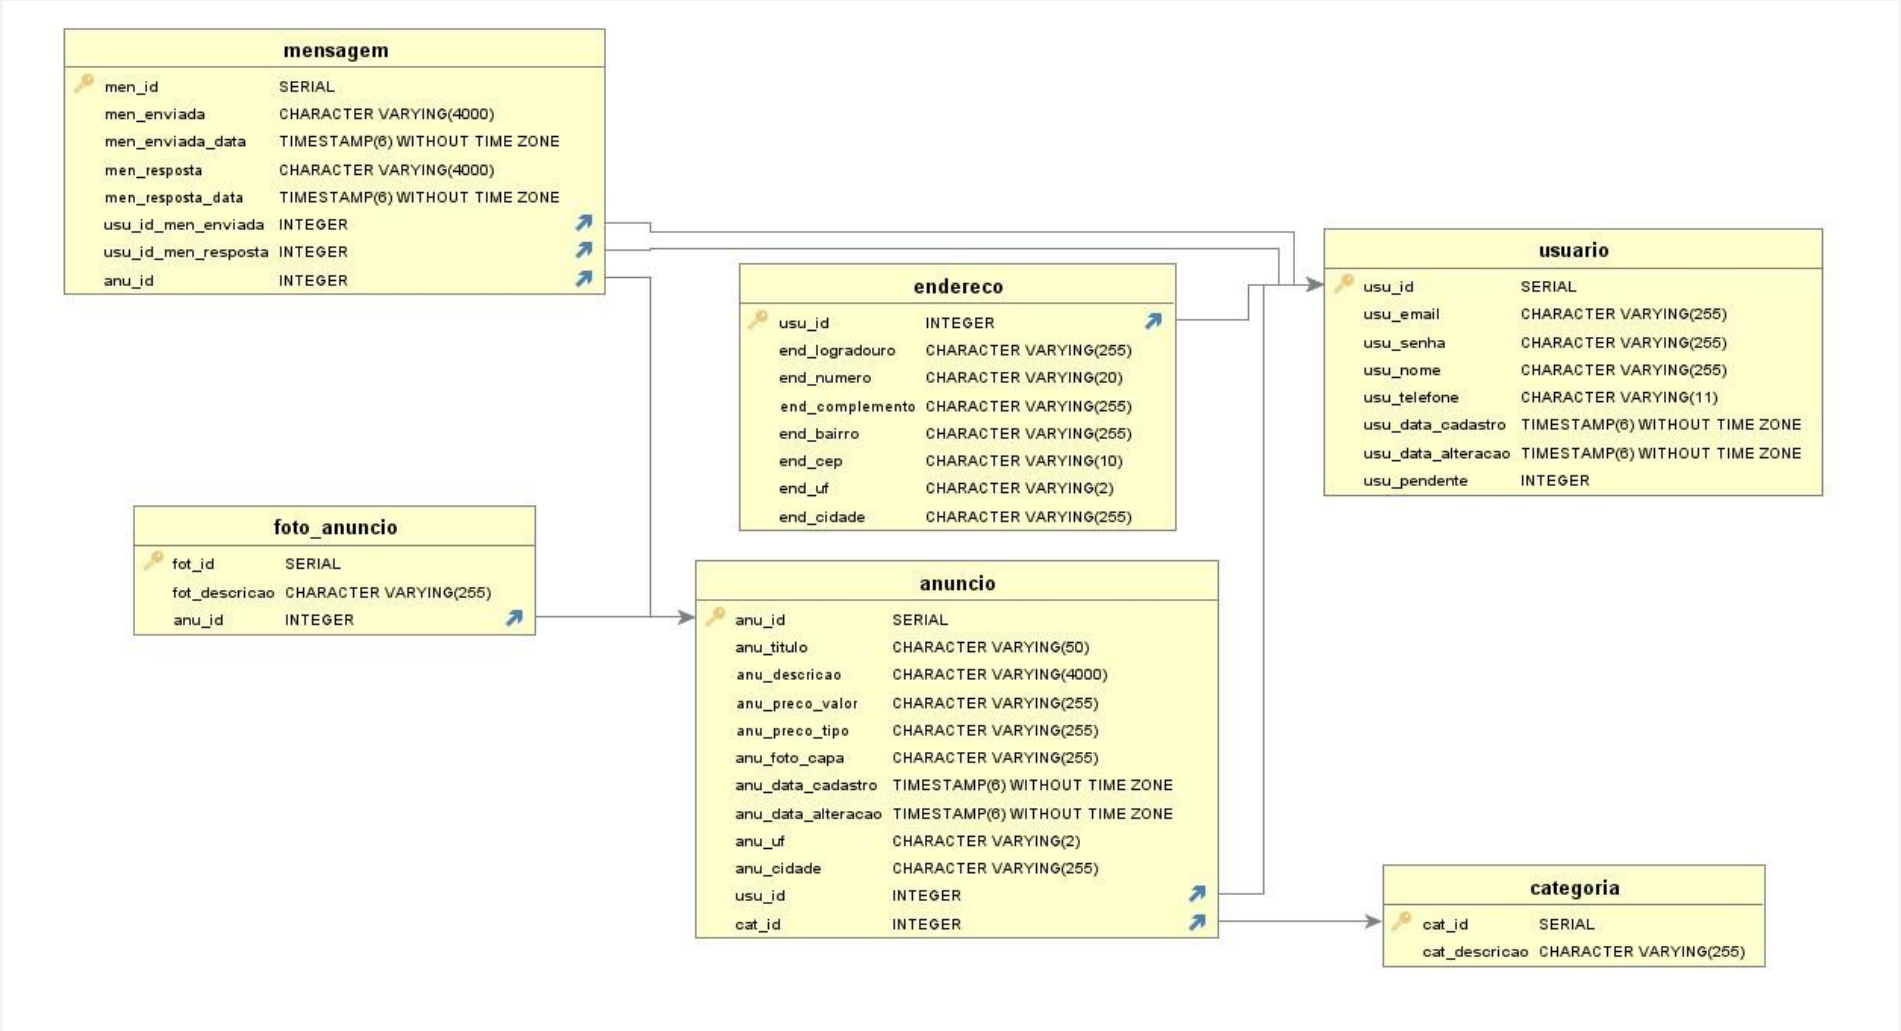 mensagem
men_id SERIAL
men_enviada CHARACTER VARYING(4000)
men_enviada_data TIMESTAMP(6) WITHOUT TIME ZONE
men_resposta CHARACTER VARYING(4000)
men_resposta_data TIMESTAMP(6) WITHOUT TIME ZONE
usu_id_men_enviada INTEGER
usu_id_men_resposta INTEGER
anu_id INTEGER
usuario
usu_id SERIAL
usu_email CHARACTER VARYING(255)
usu_senha CHARACTER VARYING(255)
usu_nome CHARACTER VARYING(255)
usu_telefone CHARACTER VARYING(11)
usu_data_cadastro TIMESTAMP(6) WITHOUT TIME ZONE
usu_data_alteracao TIMESTAMP(6) WITHOUT TIME ZONE
usu_pendente INTEGER
endereco
usu_id INTEGER
end_logradouro CHARACTER VARYING(255)
end_numero CHARACTER VARYING(20)
end_complemento CHARACTER VARYING(255)
end_bairro CHARACTER VARYING(255)
end_cep CHARACTER VARYING(10)
end_uf CHARACTER VARYING(2)
end_cidade CHARACTER VARYING(255)
foto_anuncio
fot_id SERIAL
fot_descricao CHARACTER VARYING(255)
anu_id INTEGER
anuncio
anu_id SERIAL
anu_titulo CHARACTER VARYING(50)
anu_descricao CHARACTER VARYING(4000)
anu_preco_valor CHARACTER VARYING(255)
anu_preco_tipo CHARACTER VARYING(255)
anu_foto_capa CHARACTER VARYING(255)
anu_data_cadastro TIMESTAMP(6) WITHOUT TIME ZONE
anu_data_alteracao TIMESTAMP(6) WITHOUT TIME ZONE
anu_uf CHARACTER VARYING(2)
anu_cidade CHARACTER VARYING(255)
usu_id INTEGER
cat_id INTEGER
categoria
cat_id SERIAL
cat_descricao CHARACTER VARYING(255)